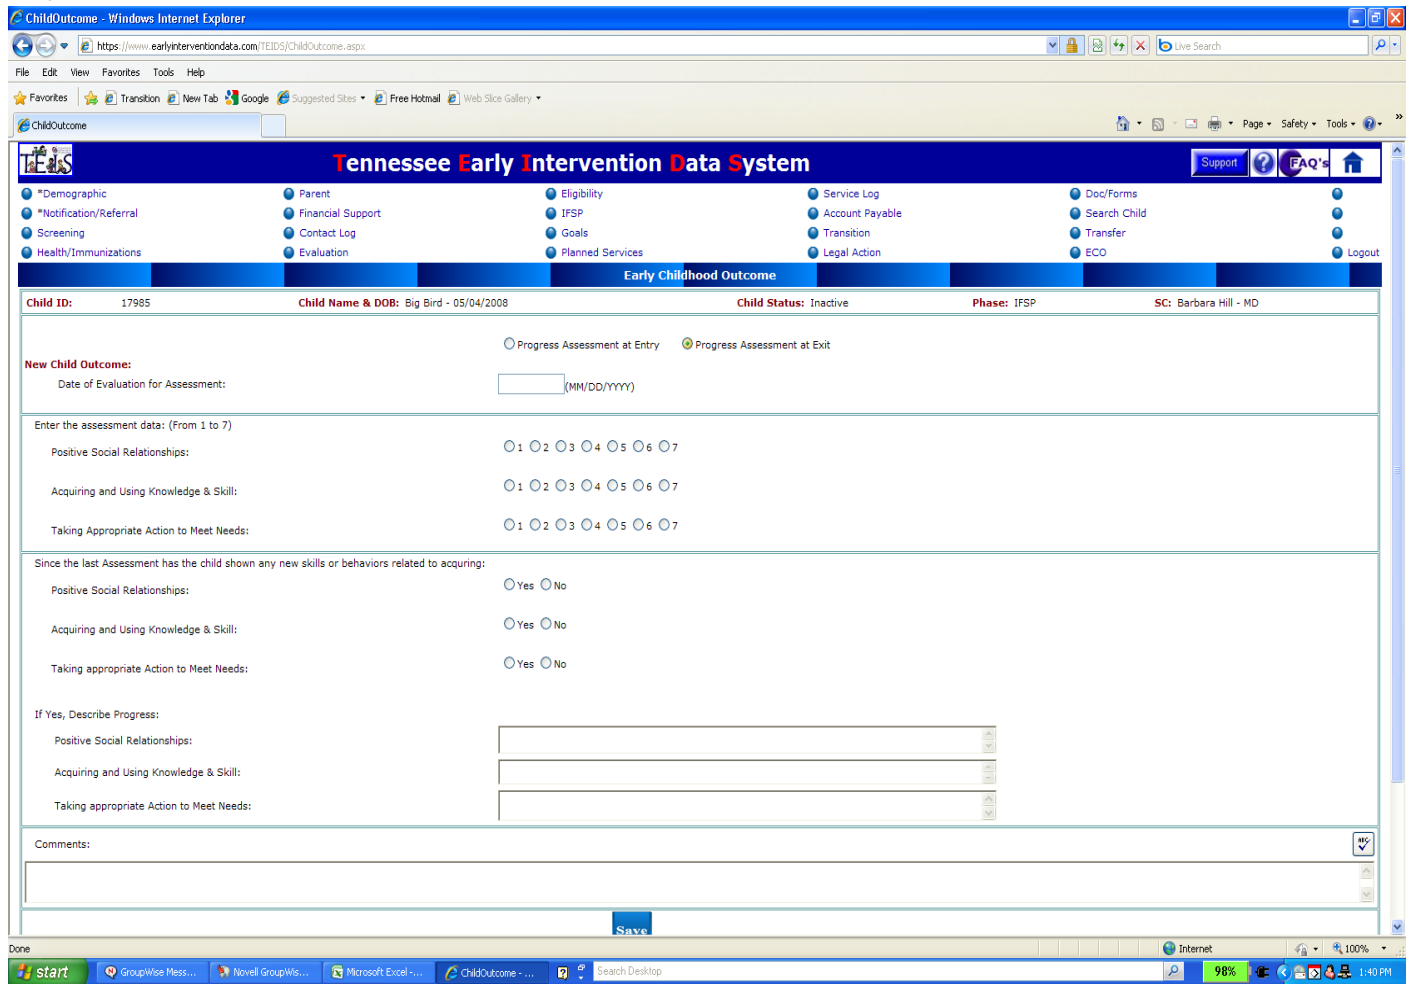 ChildOutcome - Windows Internet Explorer
https://www.earlyinterventiondata.com/TEIDS/ChildOutcome.aspx Live Search
File Edit View Favorites Tools Help
Favorites Transition New Tab Google Suggested Sites Free Hotmail Web Slice Gallery
ChildOutcome Page Safety Tools
TEIDS Tennessee Early Intervention Data System Support ? FAQ's
*Demographic Parent Eligibility Service Log Doc/Forms
*Notification/Referral Financial Support IFSP Account Payable Search Child
Screening Contact Log Goals Transition Transfer
Health/Immunizations Evaluation Planned Services Legal Action ECO Logout
Early Childhood Outcome
Child ID: 17985 Child Name & DOB: Big Bird - 05/04/2008 Child Status: Inactive Phase: IFSP SC: Barbara Hill - MD
Progress Assessment at Entry Progress Assessment at Exit
New Child Outcome:
Date of Evaluation for Assessment: (MM/DD/YYYY)
Enter the assessment data: (From 1 to 7)
Positive Social Relationships: 1 2 3 4 5 6 7
Acquiring and Using Knowledge & Skill: 1 2 3 4 5 6 7
Taking Appropriate Action to Meet Needs: 1 2 3 4 5 6 7
Since the last Assessment has the child shown any new skills or behaviors related to acquring:
Positive Social Relationships: Yes No
Acquiring and Using Knowledge & Skill: Yes No
Taking appropriate Action to Meet Needs: Yes No
If Yes, Describe Progress:
Positive Social Relationships:
Acquiring and Using Knowledge & Skill:
Taking appropriate Action to Meet Needs:
Comments: ABC
Save
Done Internet 100%
start GroupWise Mess... Novell GroupWis... Microsoft Excel -... ChildOutcome - ... Search Desktop 98% 1:40 PM